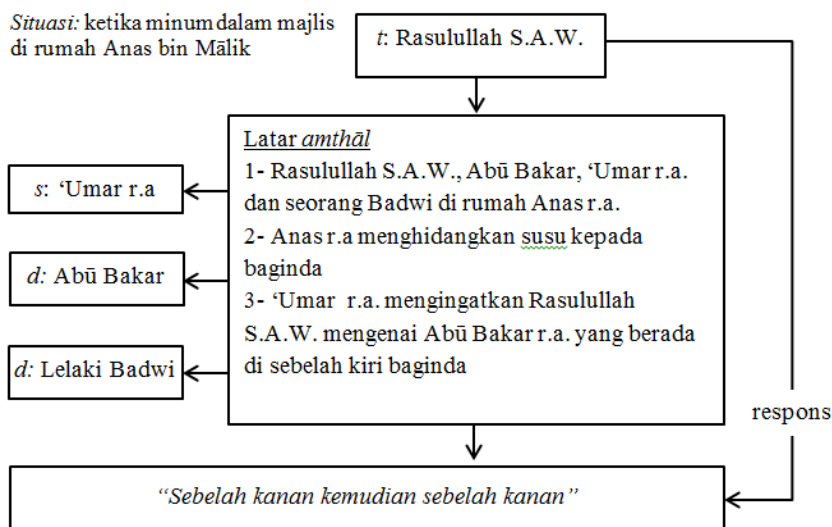 Situasi: ketika minum dalam majlis
di rumah Anas bin Mālik
t: Rasulullah S.A.W.
Latar amthāl
1- Rasulullah S.A.W., Abū Bakar, ‘Umar r.a.
dan seorang Badwi di rumah Anas r.a.
2- Anas r.a menghidangkan susu kepada
baginda
3- ‘Umar r.a. mengingatkan Rasulullah
S.A.W. mengenai Abū Bakar r.a. yang berada
di sebelah kiri baginda
s: ‘Umar r.a
d: Abū Bakar
d: Lelaki Badwi
respons
“Sebelah kanan kemudian sebelah kanan”